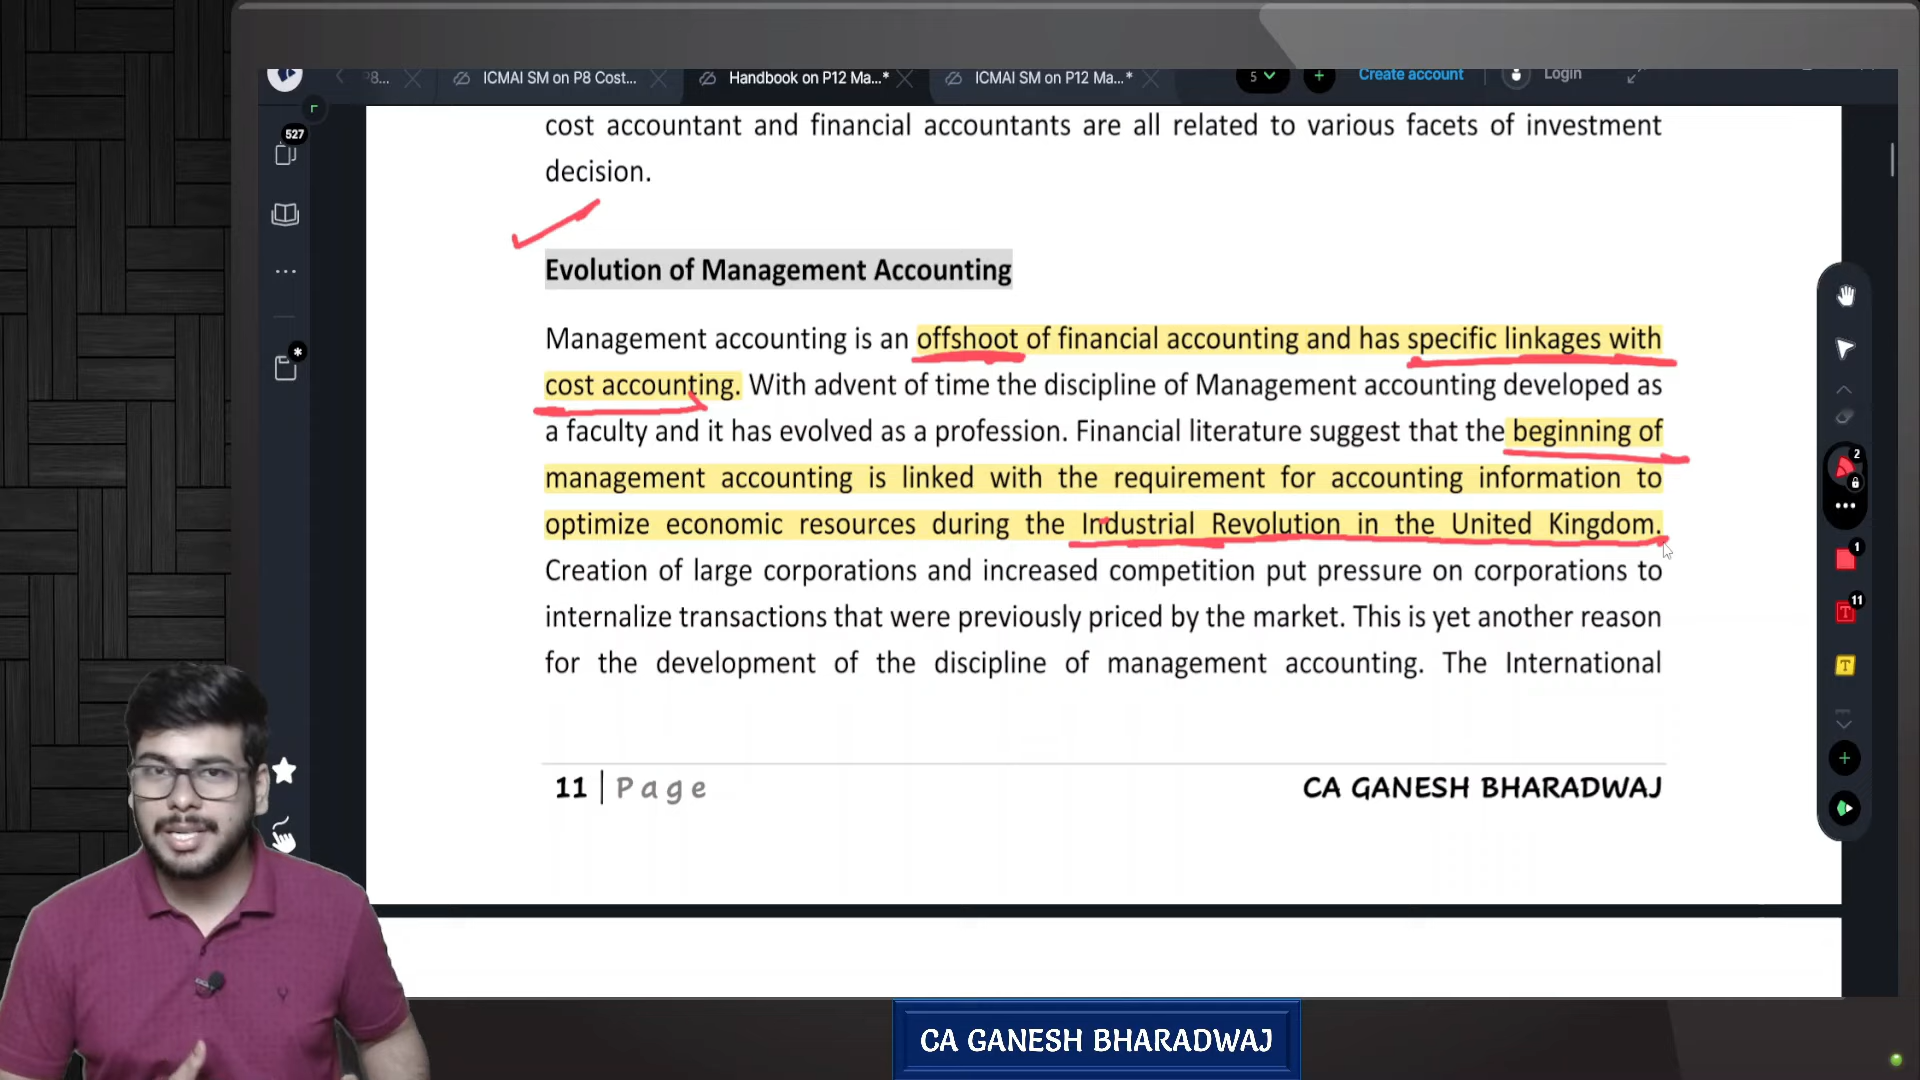 P8...
ICMAI SM on P8 Cost...
Handbook on P12 Ma...*
ICMAI SM on P12 Ma...*
5
Create account
Login
527
cost accountant and financial accountants are all related to various facets of investment
decision.
Evolution of Management Accounting
Management accounting is an offshoot of financial accounting and has specific linkages with
cost accounting. With advent of time the discipline of Management accounting developed as
a faculty and it has evolved as a profession. Financial literature suggest that the beginning of
management accounting is linked with the requirement for accounting information to
optimize economic resources during the Industrial Revolution in the United Kingdom.
Creation of large corporations and increased competition put pressure on corporations to
internalize transactions that were previously priced by the market. This is yet another reason
for the development of the discipline of management accounting. The International
11 | Page
CA GANESH BHARADWAJ
2
1
11
T
T
CA GANESH BHARADWAJ